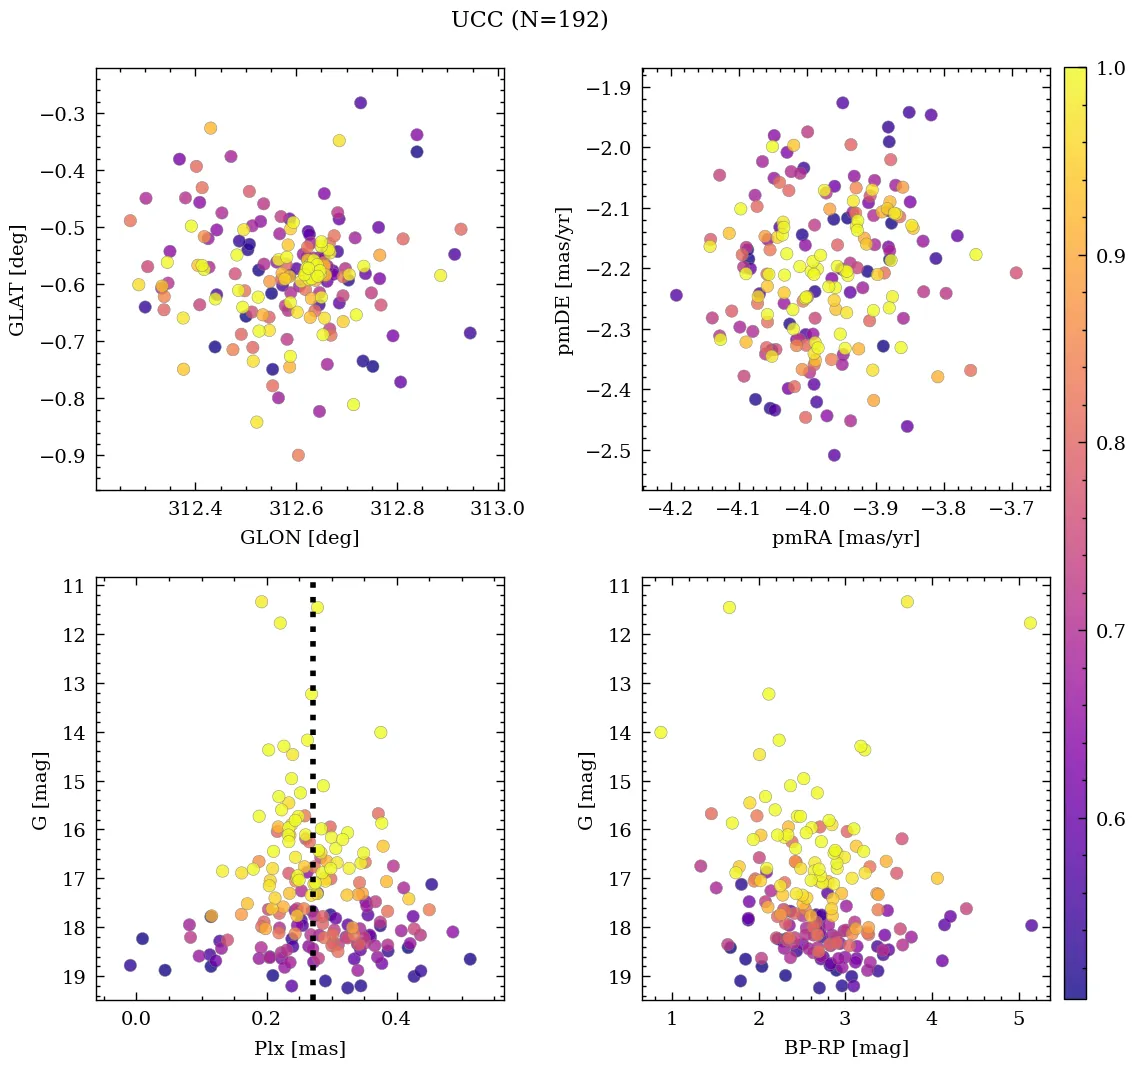 UCC (N=192)
−0.3
−0.4
−0.5
−0.6
−0.7
−0.8
−0.9
GLAT [deg]
312.4 312.6 312.8 313.0
GLON [deg]
−1.9
−2.0
−2.1
−2.2
−2.3
−2.4
−2.5
pmDE [mas/yr]
−4.2 −4.1 −4.0 −3.9 −3.8 −3.7
pmRA [mas/yr]
11
12
13
14
15
16
17
18
19
G [mag]
0.0 0.2 0.4
Plx [mas]
11
12
13
14
15
16
17
18
19
G [mag]
1 2 3 4 5
BP-RP [mag]
1.0
0.9
0.8
0.7
0.6